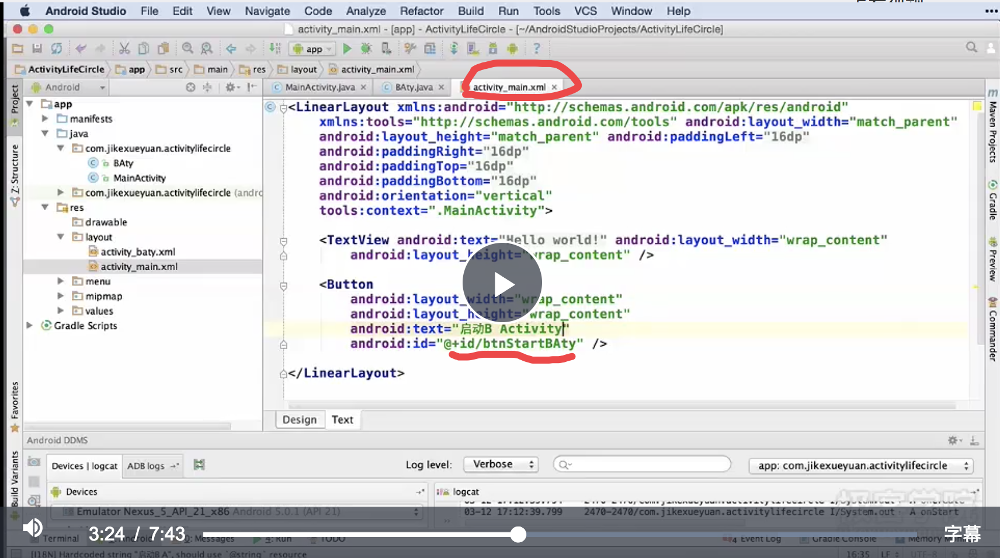 Android Studio File Edit View Navigate Code Analyze Refactor Build Run Tools VCS Window Help
activity_main.xml - [app] - ActivityLifeCircle - [~/AndroidStudioProjects/ActivityLifeCircle]
app
ActivityLifeCircle app src main res layout activity_main.xml
Android
MainActivity.java BAty.java activity_main.xml
Project
Z: Structure
Favorites
Build Variants
app
manifests
java
com.jikexueyuan.activitylifecircle
BAty
MainActivity
com.jikexueyuan.activitylifecircle (andro
res
drawable
layout
activity_baty.xml
activity_main.xml
menu
mipmap
values
Gradle Scripts
<LinearLayout xmlns:android="http://schemas.android.com/apk/res/android"
xmlns:tools="http://schemas.android.com/tools" android:layout_width="match_parent"
android:layout_height="match_parent" android:paddingLeft="16dp"
android:paddingRight="16dp"
android:paddingTop="16dp"
android:paddingBottom="16dp"
android:orientation="vertical"
tools:context=".MainActivity">
<TextView android:text="Hello world!" android:layout_width="wrap_content"
android:layout_height="wrap_content" />
<Button
android:layout_width="wrap_content"
android:layout_height="wrap_content"
android:text="启动B Activity"
android:id="@+id/btnStartBAty" />
</LinearLayout>
Design Text
m Maven Projects
Gradle
Preview
Commander
Android DDMS
Devices | logcat ADB logs Log level: Verbose app: com.jikexueyuan.activitylifecircle
Devices logcat
Emulator Nexus_5_API_21_x86 Android 5.0.1 (API 21)
03-12 17:12:39.799 2470-2470/com.jikexueyuan.activitylifecircle I/System.out: A onStart
3:24 / 7:43 字幕
Terminal Android 0: Messages 4: Run TODO Event Log Gradle Console Memory
[I18N] Hardcoded string "启动B A", should use `@string` resource 16:35 LF UTF-8